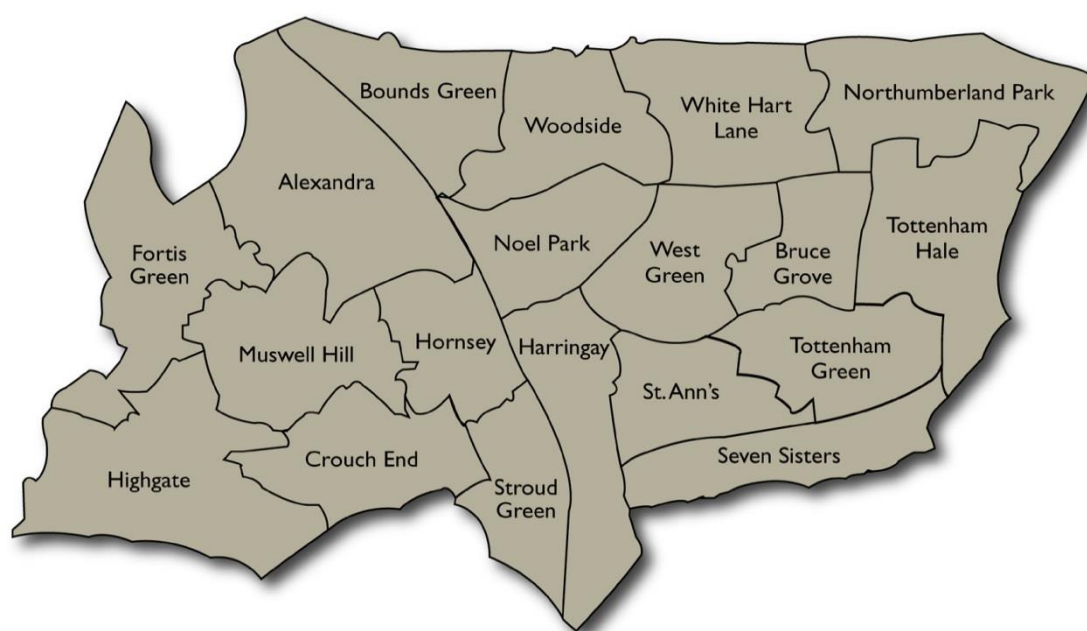 Bounds Green
Woodside
White Hart
Lane
Northumberland Park
Alexandra
Fortis
Green
Noel Park
West
Green
Bruce
Grove
Tottenham
Hale
Muswell Hill
Hornsey
Harringay
Tottenham
Green
St. Ann's
Highgate
Crouch End
Stroud
Green
Seven Sisters